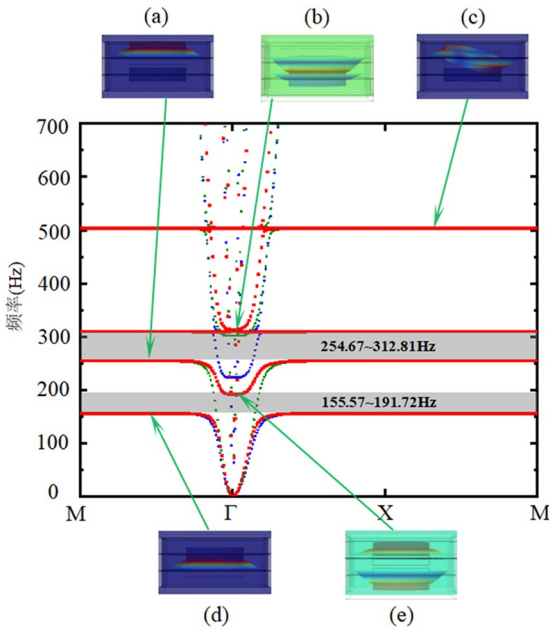 (a) (b) (c)
700
600
500
400
300
200
100
0
频率(Hz)
254.67~312.81Hz
155.57~191.72Hz
M Γ X M
(d) (e)